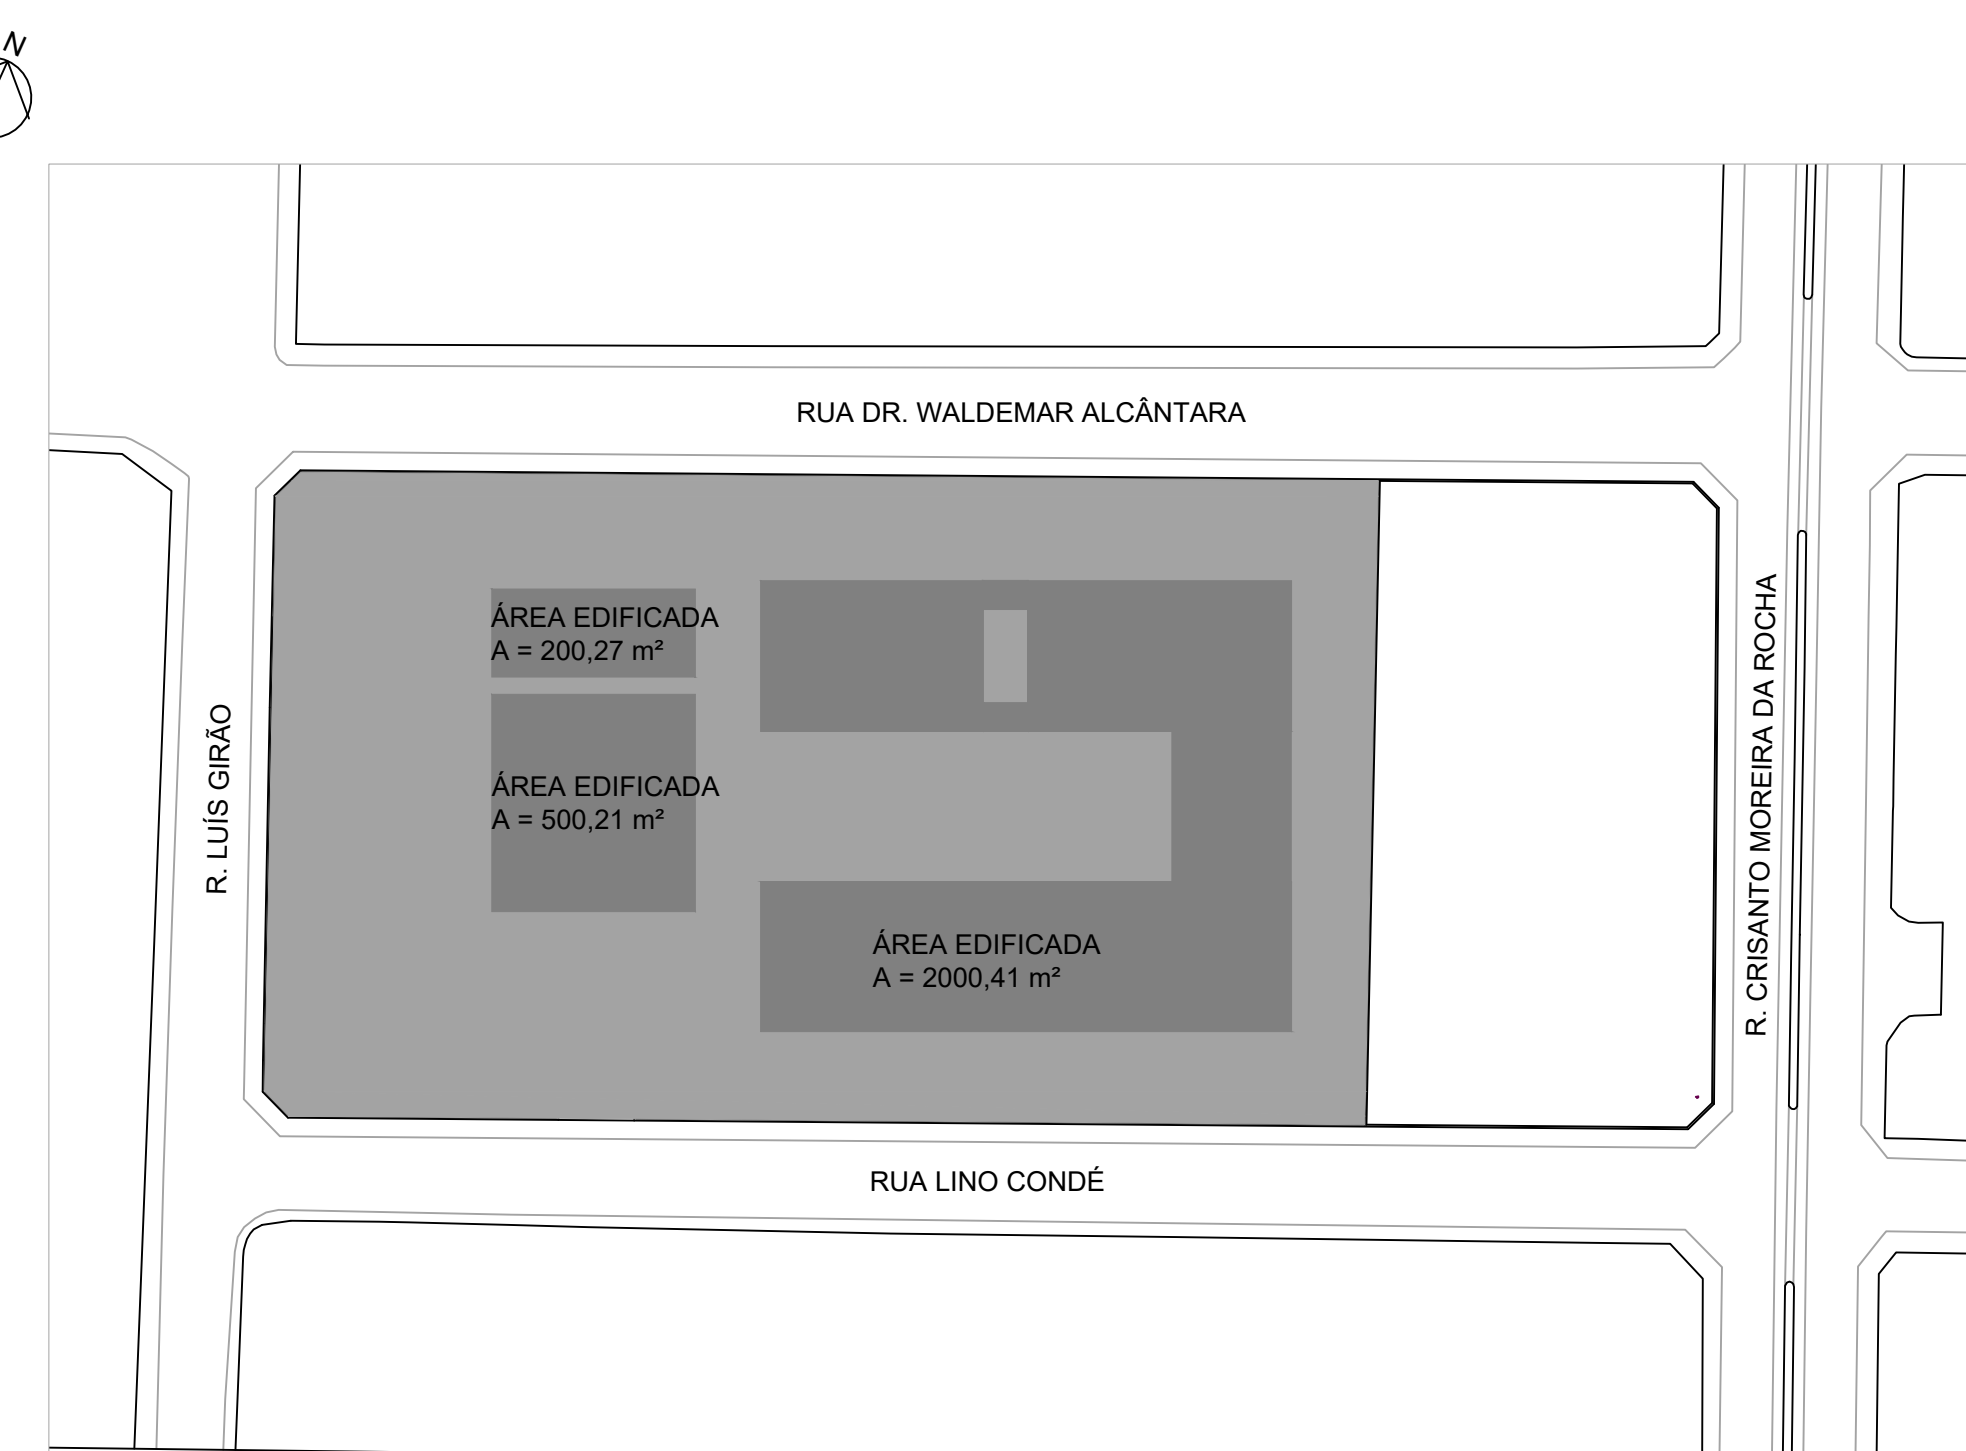 N
RUA DR. WALDEMAR ALCÂNTARA
ÁREA EDIFICADA
A = 200,27 m²
R. LUÍS GIRÃO
ÁREA EDIFICADA
A = 500,21 m²
R. CRISANTO MOREIRA DA ROCHA
ÁREA EDIFICADA
A = 2000,41 m²
RUA LINO CONDÉ